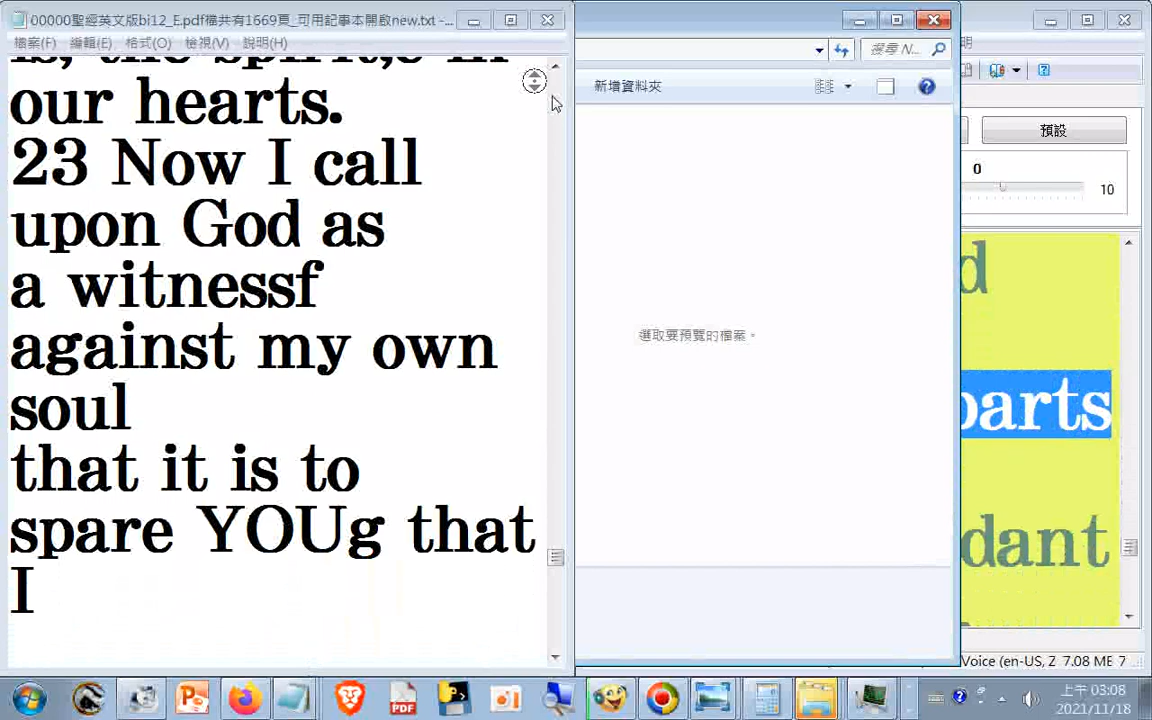 00000聖經英文版bi12_E.pdf檔共有1669頁_可用記事本開啟new.txt -...
檔案(F) 編輯(E) 格式(O) 檢視(V) 說明(H)
our hearts.
23 Now I call
upon God as
a witnessf
against my own
soul
that it is to
spare YOUg that
I
搜尋 N...
新增資料夾
選取要預覽的檔案。
明
預設
0
10
d
parts
dant
Voice (en-US, Z 7.08 ME 7
PDF
上午 03:08
2021/11/18